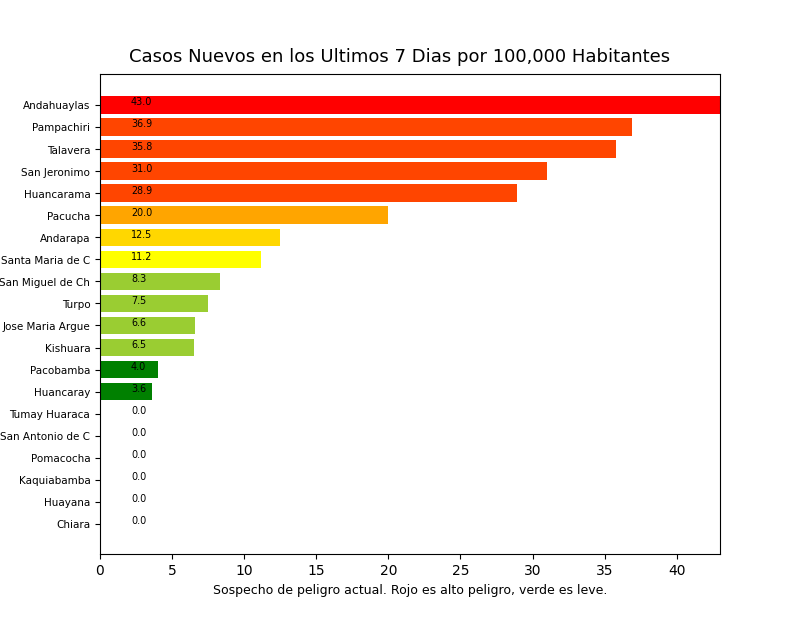 Casos Nuevos en los Ultimos 7 Dias por 100,000 Habitantes
Andahuaylas 43.0
Pampachiri 36.9
Talavera 35.8
San Jeronimo 31.0
Huancarama 28.9
Pacucha 20.0
Andarapa 12.5
Santa Maria de C 11.2
San Miguel de Ch 8.3
Turpo 7.5
Jose Maria Argue 6.6
Kishuara 6.5
Pacobamba 4.0
Huancaray 3.6
Tumay Huaraca 0.0
San Antonio de C 0.0
Pomacocha 0.0
Kaquiabamba 0.0
Huayana 0.0
Chiara 0.0
0 5 10 15 20 25 30 35 40
Sospecho de peligro actual. Rojo es alto peligro, verde es leve.